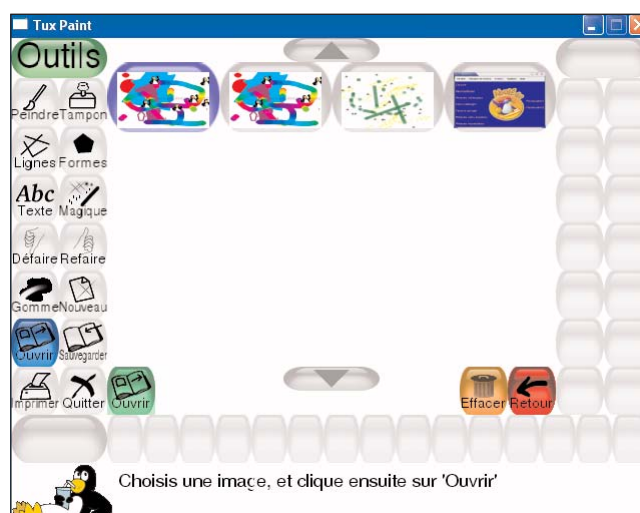 Tux Paint
Outils
Peindre Tampon
Lignes Formes
Abc
Texte Magique
Défaire Refaire
Gomme Nouveau
Ouvrir Sauvegarder
Imprimer Quitter Ouvrir Effacer Retour
Choisis une image, et clique ensuite sur 'Ouvrir'